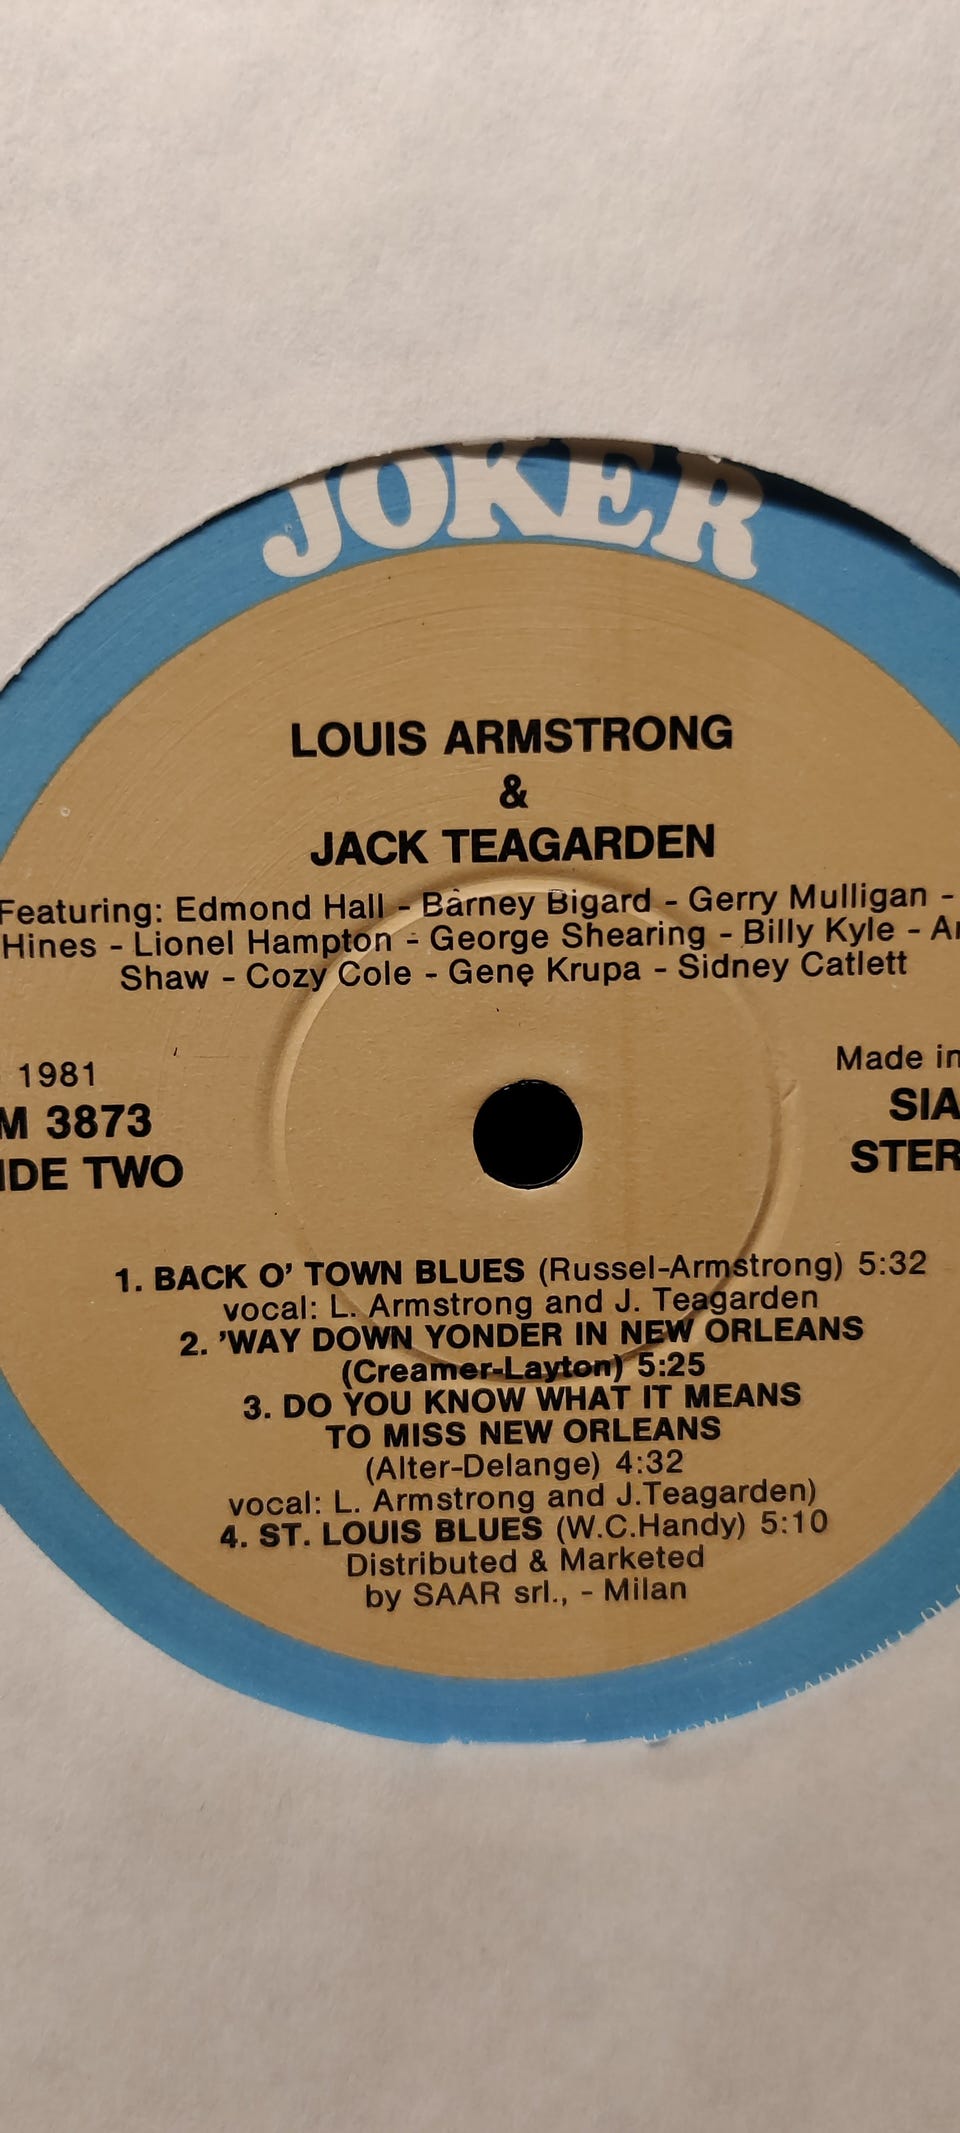 JOKER
LOUIS ARMSTRONG
&
JACK TEAGARDEN
Featuring: Edmond Hall - Barney Bigard - Gerry Mulligan -
Hines - Lionel Hampton - George Shearing - Billy Kyle -
Shaw - Cozy Cole - Gene Krupa - Sidney Catlett
1981
M 3873
IDE TWO
Made in
SIA
STER
1. BACK O' TOWN BLUES (Russel-Armstrong) 5:32
vocal: L. Armstrong and J. Teagarden
2. 'WAY DOWN YONDER IN NEW ORLEANS
(Creamer-Layton) 5:25
3. DO YOU KNOW WHAT IT MEANS
TO MISS NEW ORLEANS
(Alter-Delange) 4:32
vocal: L. Armstrong and J.Teagarden)
4. ST. LOUIS BLUES (W.C.Handy) 5:10
Distributed & Marketed
by SAAR srl., - Milan